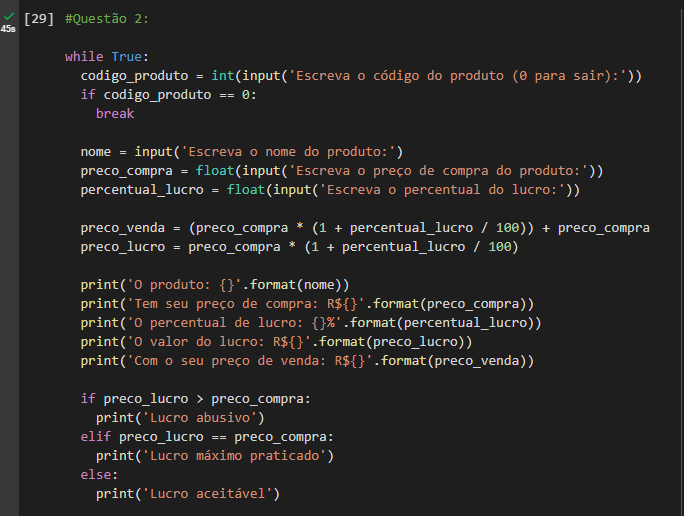 [29] #Questão 2:
45s
while True:
codigo_produto = int(input('Escreva o código do produto (0 para sair):'))
if codigo_produto == 0:
break
nome = input('Escreva o nome do produto:')
preco_compra = float(input('Escreva o preço de compra do produto:'))
percentual_lucro = float(input('Escreva o percentual do lucro:'))
preco_venda = (preco_compra * (1 + percentual_lucro / 100)) + preco_compra
preco_lucro = preco_compra * (1 + percentual_lucro / 100)
print('O produto: {}'.format(nome))
print('Tem seu preço de compra: R${}'.format(preco_compra))
print('O percentual de lucro: {}%'.format(percentual_lucro))
print('O valor do lucro: R${}'.format(preco_lucro))
print('Com o seu preço de venda: R${}'.format(preco_venda))
if preco_lucro > preco_compra:
print('Lucro abusivo')
elif preco_lucro == preco_compra:
print('Lucro máximo praticado')
else:
print('Lucro aceitável')